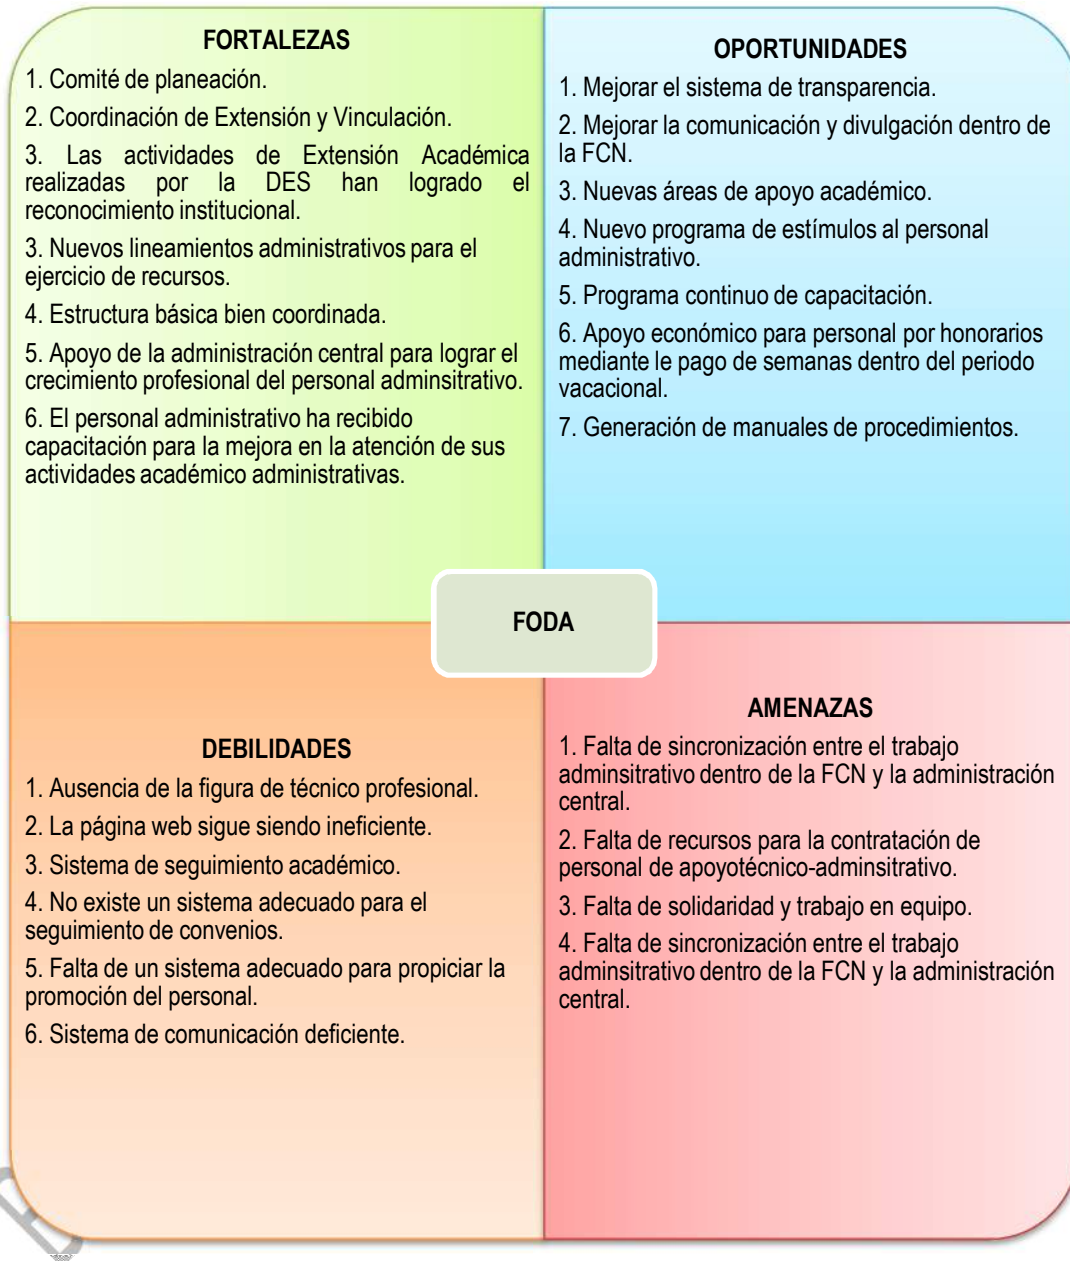 FORTALEZAS
1. Comité de planeación.
2. Coordinación de Extensión y Vinculación.
3. Las actividades de Extensión Académica
realizadas por la DES han logrado el
reconocimiento institucional.
3. Nuevos lineamientos administrativos para el
ejercicio de recursos.
4. Estructura básica bien coordinada.
5. Apoyo de la administración central para lograr el
crecimiento profesional del personal adminsitrativo.
6. El personal administrativo ha recibido
capacitación para la mejora en la atención de sus
actividades académico administrativas.
OPORTUNIDADES
1. Mejorar el sistema de transparencia.
2. Mejorar la comunicación y divulgación dentro de
la FCN.
3. Nuevas áreas de apoyo académico.
4. Nuevo programa de estímulos al personal
administrativo.
5. Programa continuo de capacitación.
6. Apoyo económico para personal por honorarios
mediante le pago de semanas dentro del periodo
vacacional.
7. Generación de manuales de procedimientos.
FODA
DEBILIDADES
1. Ausencia de la figura de técnico profesional.
2. La página web sigue siendo ineficiente.
3. Sistema de seguimiento académico.
4. No existe un sistema adecuado para el
seguimiento de convenios.
5. Falta de un sistema adecuado para propiciar la
promoción del personal.
6. Sistema de comunicación deficiente.
AMENAZAS
1. Falta de sincronización entre el trabajo
adminsitrativo dentro de la FCN y la administración
central.
2. Falta de recursos para la contratación de
personal de apoyotécnico-adminsitrativo.
3. Falta de solidaridad y trabajo en equipo.
4. Falta de sincronización entre el trabajo
adminsitrativo dentro de la FCN y la administración
central.